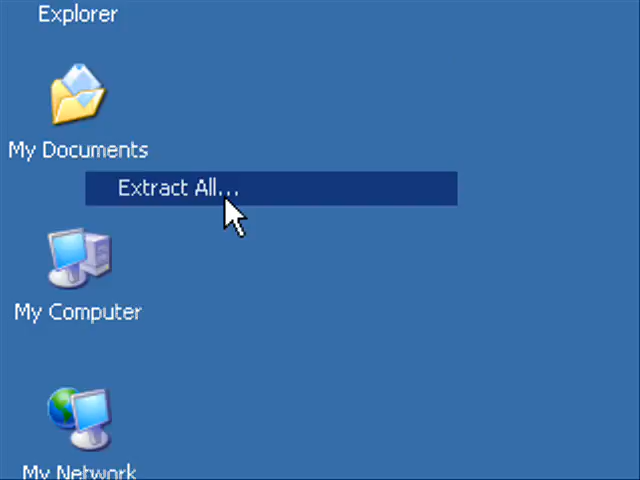 Explorer
My Documents
Extract All...
My Computer
My Network